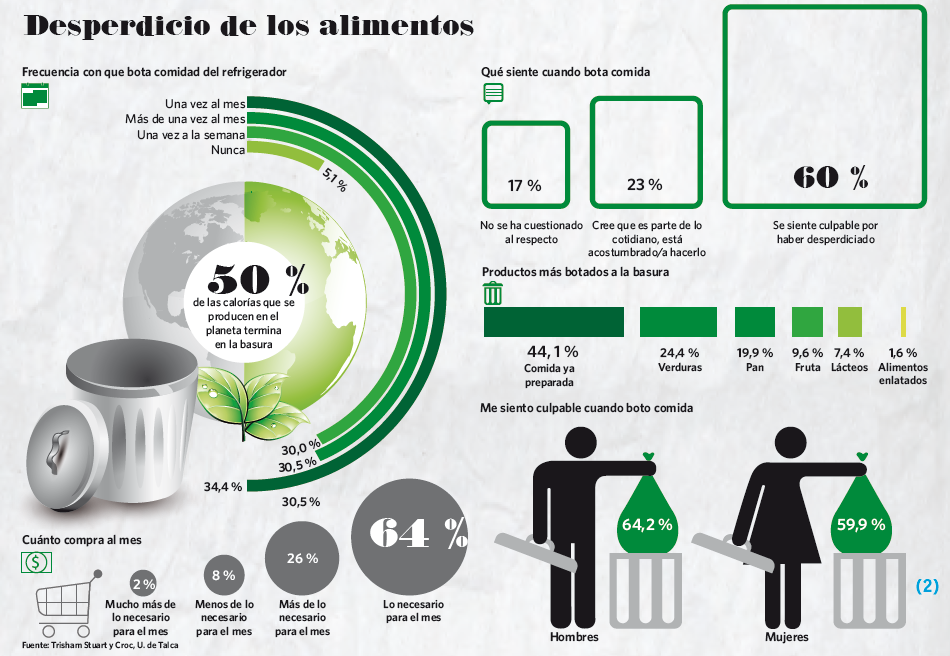 Desperdicio de los alimentos
Frecuencia con que bota comidad del refrigerador
Una vez al mes
Más de una vez al mes
Una vez a la semana
Nunca
5,1 %
50 %
de las calorías que se
producen en el
planeta termina
en la basura
30,0 %
30,5 %
34,4 %
30,5 %
Cuánto compra al mes
$
2 %
Mucho más de
lo necesario
para el mes
8 %
Menos de lo
necesario
para el mes
26 %
Más de lo
necesario
para el mes
64 %
Lo necesario
para el mes
Fuente: Trisham Stuart y Croc, U. de Talca
Qué siente cuando bota comida
17 %
No se ha cuestionado
al respecto
23 %
Cree que es parte de lo
cotidiano, está
acostumbrado/a hacerlo
60 %
Se siente culpable por
haber desperdiciado
Productos más botados a la basura
44,1 %
Comida ya
preparada
24,4 %
Verduras
19,9 %
Pan
9,6 %
Fruta
7,4 %
Lácteos
1,6 %
Alimentos
enlatados
Me siento culpable cuando boto comida
64,2 %
Hombres
59,9 %
Mujeres
(2)